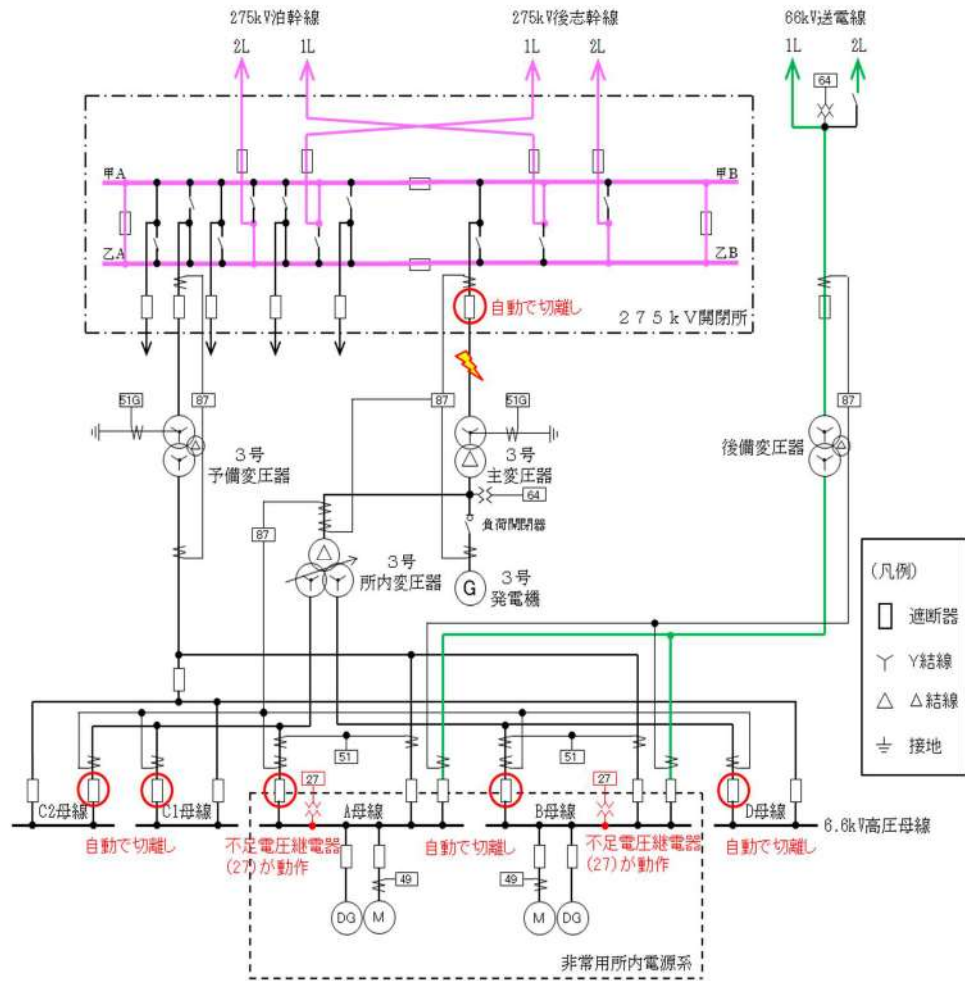 275kV泊幹線
275kV後志幹線
66kV送電線
2L
1L
1L
2L
1L
2L
64
甲A
甲B
乙A
乙B
自動で切離し
275kV開閉所
51G
87
87
51G
87
3号
予備変圧器
3号
主変圧器
後備変圧器
64
87
負荷開閉器
3号
所内変圧器
G
3号
発電機
(凡例)
遮断器
Y結線
△結線
接地
51
51
27
27
C2母線
C1母線
A母線
B母線
D母線
6.6kV高圧母線
自動で切離し
不足電圧継電器
(27)が動作
自動で切離し
不足電圧継電器
(27)が動作
自動で切離し
49
49
DG
M
M
DG
非常用所内電源系